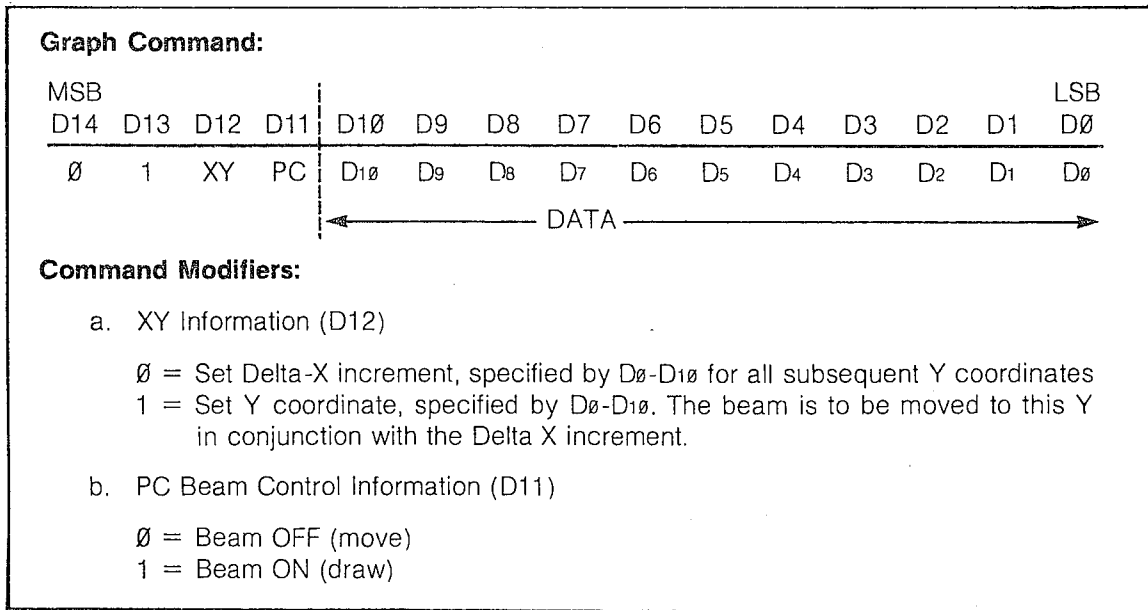 Graph Command:
MSB LSB
D14 D13 D12 D11 D1Ø D9 D8 D7 D6 D5 D4 D3 D2 D1 DØ
Ø 1 XY PC D1Ø D9 D8 D7 D6 D5 D4 D3 D2 D1 DØ
DATA
Command Modifiers:
a. XY Information (D12)
Ø = Set Delta-X increment, specified by DØ-D1Ø for all subsequent Y coordinates
1 = Set Y coordinate, specified by DØ-D1Ø. The beam is to be moved to this Y
in conjunction with the Delta X increment.
b. PC Beam Control Information (D11)
Ø = Beam OFF (move)
1 = Beam ON (draw)